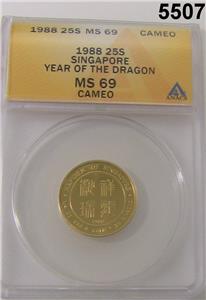 5507
1988 25S MS 69 CAMEO
1988 25S
SINGAPORE
YEAR OF THE DRAGON
MS 69
CAMEO
ANACS